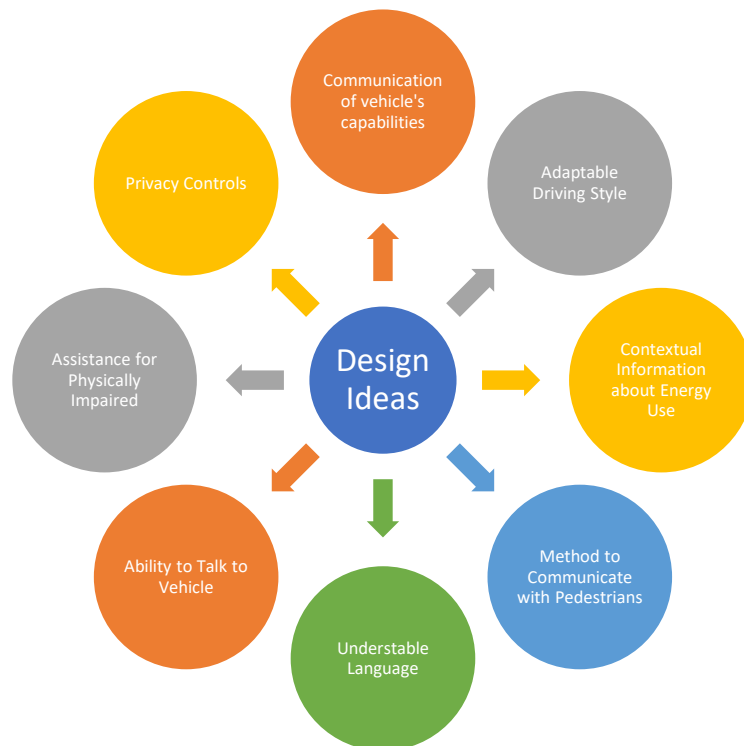 Communication
of vehicle's
capabilities
Adaptable
Driving Style
Contextual
Information
about Energy
Use
Method to
Communicate
with Pedestrians
Understable
Language
Ability to Talk to
Vehicle
Assistance for
Physically
Impaired
Privacy Controls
Design
Ideas